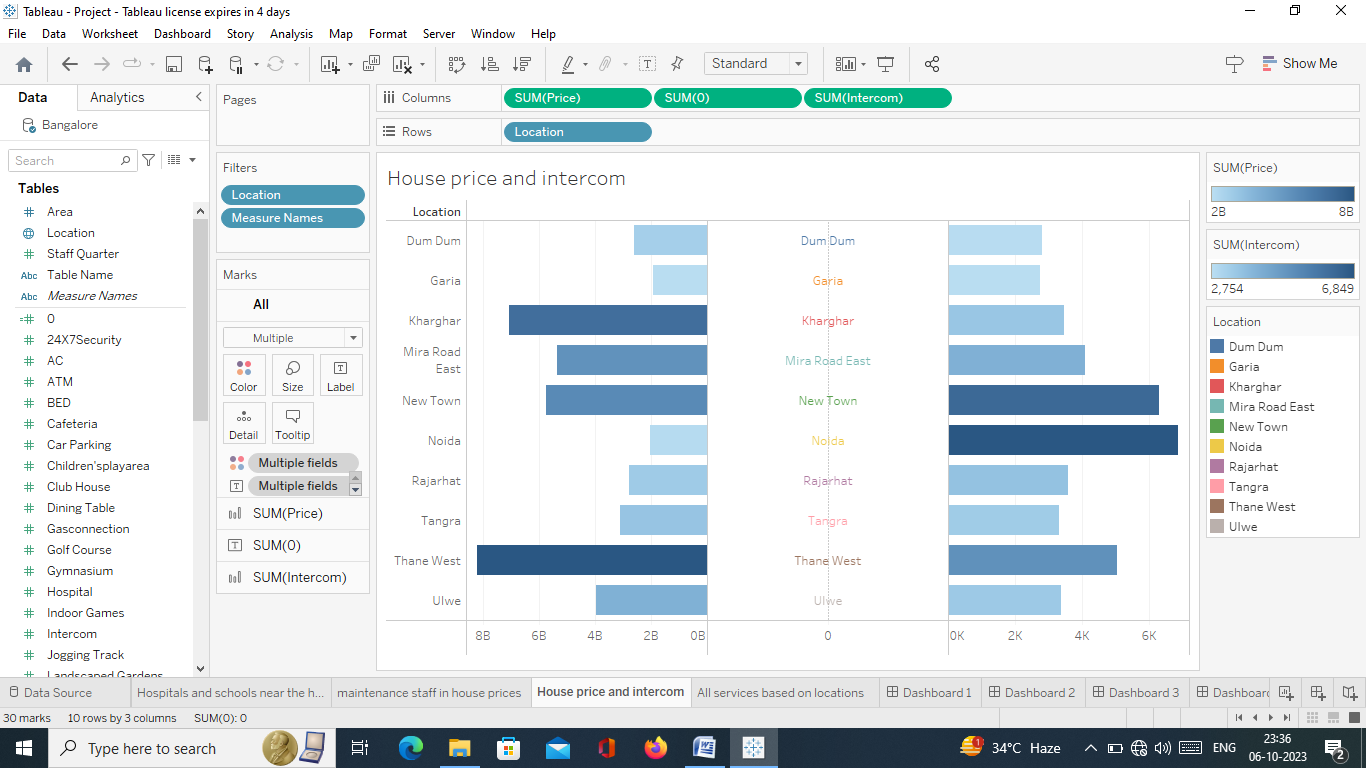 Tableau - Project - Tableau license expires in 4 days
File Data Worksheet Dashboard Story Analysis Map Format Server Window Help
Standard
Show Me
Data Analytics
Bangalore
Search
Tables
Area
Location
Staff Quarter
Abc Table Name
Abc Measure Names
0
24X7Security
AC
ATM
BED
Cafeteria
Car Parking
Children'splayarea
Club House
Dining Table
Gasconnection
Golf Course
Gymnasium
Hospital
Indoor Games
Intercom
Jogging Track
Landscaped Gardens
Pages
Filters
Location
Measure Names
Marks
All
Multiple
Color Size Label
Detail Tooltip
Multiple fields
Multiple fields
SUM(Price)
SUM(0)
SUM(Intercom)
Columns SUM(Price) SUM(0) SUM(Intercom)
Rows Location
House price and intercom
Location
Dum Dum Dum Dum
Garia Garia
Kharghar Kharghar
Mira Road East Mira Road East
New Town New Town
Noida Noida
Rajarhat Rajarhat
Tangra Tangra
Thane West Thane West
Ulwe Ulwe
8B 6B 4B 2B 0B 0 0K 2K 4K 6K
SUM(Price)
2B 8B
SUM(Intercom)
2,754 6,849
Location
Dum Dum
Garia
Kharghar
Mira Road East
New Town
Noida
Rajarhat
Tangra
Thane West
Ulwe
Data Source Hospitals and schools near the h... maintenance staff in house prices House price and intercom All services based on locations Dashboard 1 Dashboard 2 Dashboard 3 Dashboard
30 marks 10 rows by 3 columns SUM(0): 0
Type here to search
1 34°C Haze ENG 23:36
06-10-2023 2